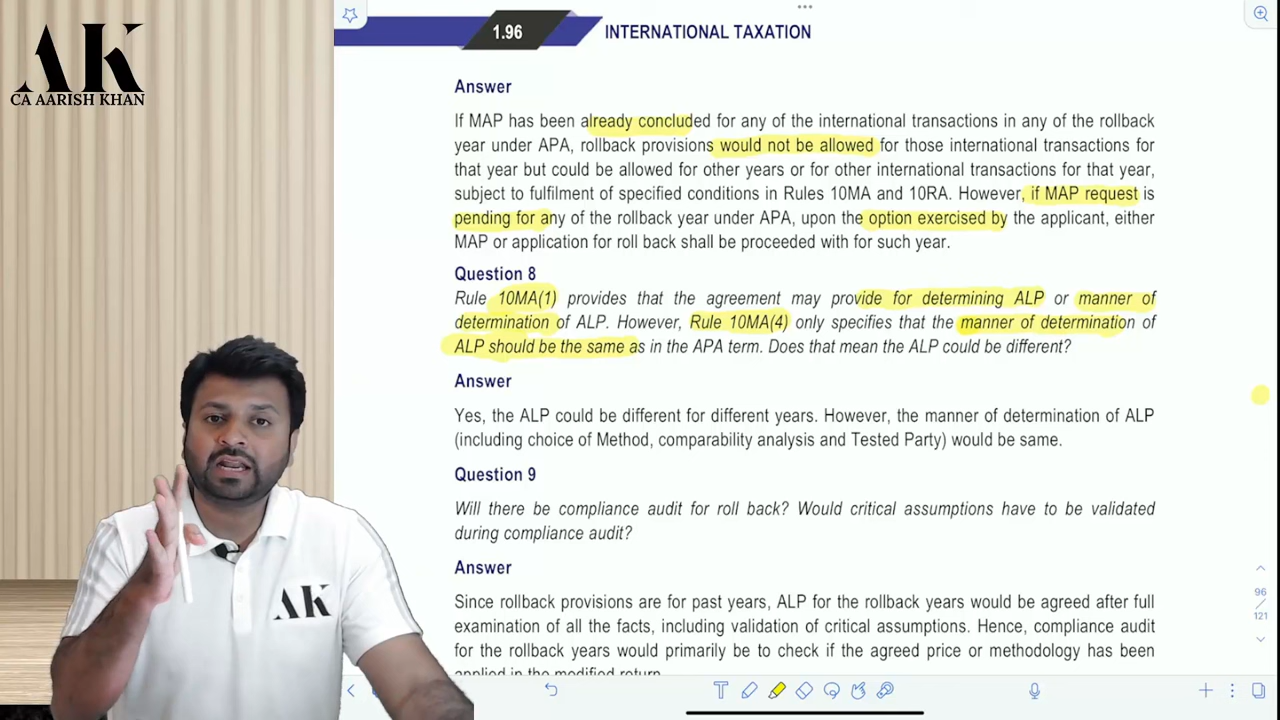 AK
CA AARISH KHAN
1.96
INTERNATIONAL TAXATION
Answer
If MAP has been already concluded for any of the international transactions in any of the rollback
year under APA, rollback provisions would not be allowed for those international transactions for
that year but could be allowed for other years or for other international transactions for that year,
subject to fulfilment of specified conditions in Rules 10MA and 10RA. However, if MAP request is
pending for any of the rollback year under APA, upon the option exercised by the applicant, either
MAP or application for roll back shall be proceeded with for such year.
Question 8
Rule 10MA(1) provides that the agreement may provide for determining ALP or manner of
determination of ALP. However, Rule 10MA(4) only specifies that the manner of determination of
ALP should be the same as in the APA term. Does that mean the ALP could be different?
Answer
Yes, the ALP could be different for different years. However, the manner of determination of ALP
(including choice of Method, comparability analysis and Tested Party) would be same.
Question 9
Will there be compliance audit for roll back? Would critical assumptions have to be validated
during compliance audit?
Answer
Since rollback provisions are for past years, ALP for the rollback years would be agreed after full
examination of all the facts, including validation of critical assumptions. Hence, compliance audit
for the rollback years would primarily be to check if the agreed price or methodology has been
applied in the modified return.
96
121
AK
T